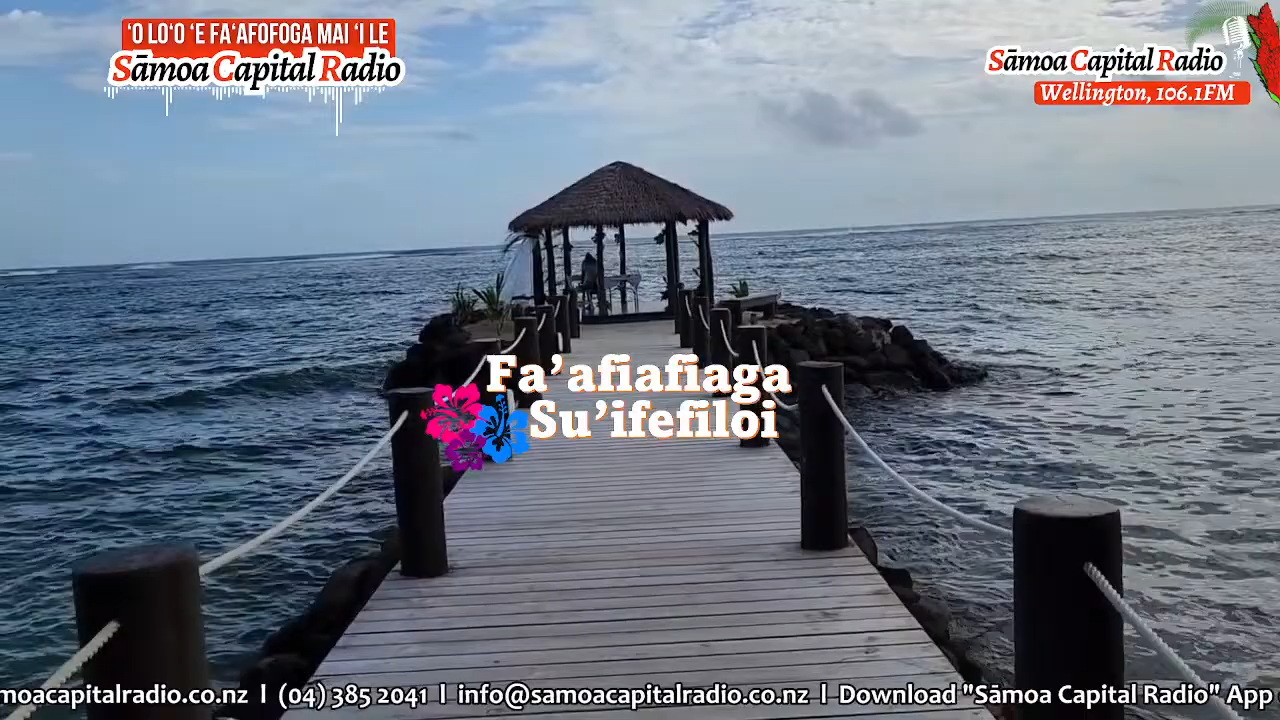 ‘O LO‘O ‘E FA‘AFOFOGA MAI ‘I LE
Sāmoa Capital Radio
Sāmoa Capital Radio
Wellington, 106.1FM
Fa’afiafiaga
Su’ifefiloi
moacapitalradio.co.nz l (04) 385 2041 l info@samoacapitalradio.co.nz l Download "Sāmoa Capital Radio" App